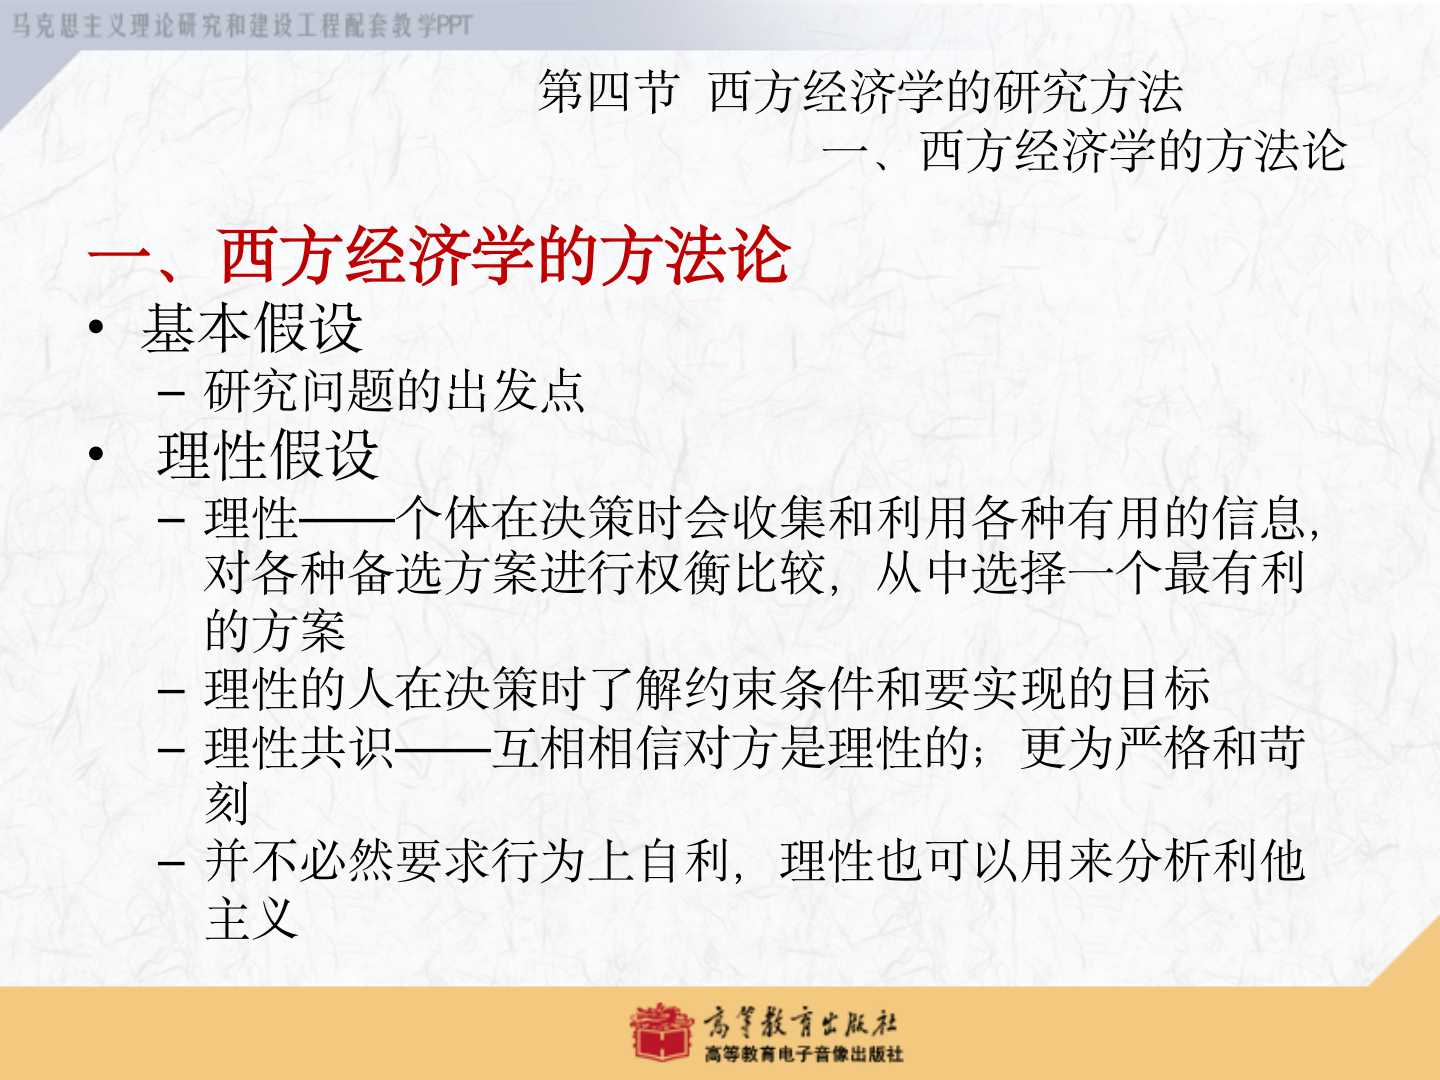 马克思主义理论研究和建设工程配套教学PPT
第四节 西方经济学的研究方法
一、西方经济学的方法论
一、西方经济学的方法论
• 基本假设
– 研究问题的出发点
• 理性假设
– 理性——个体在决策时会收集和利用各种有用的信息，
对各种备选方案进行权衡比较，从中选择一个最有利
的方案
– 理性的人在决策时了解约束条件和要实现的目标
– 理性共识——互相相信对方是理性的；更为严格和苛
刻
– 并不必然要求行为上自利，理性也可以用来分析利他
主义
高等教育出版社
高等教育电子音像出版社